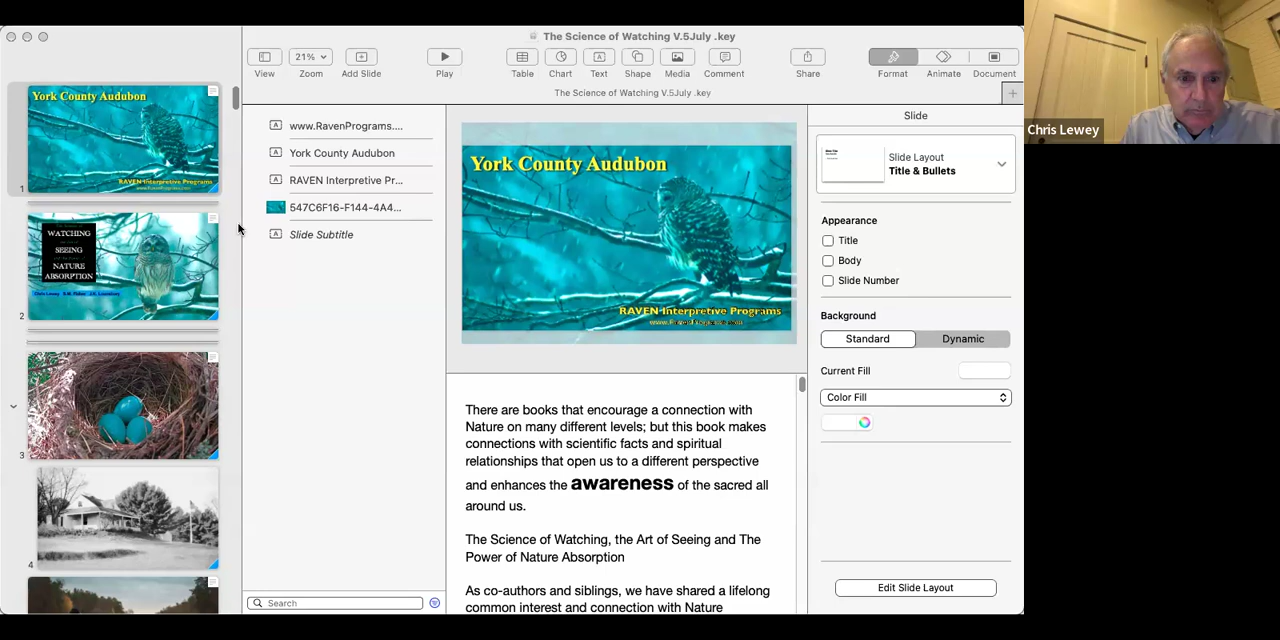 The Science of Watching V.5July .key
21%
View
Zoom
Add Slide
Play
Table
Chart
Text
Shape
Media
Comment
Share
Format
Animate
Document
The Science of Watching V.5July .key
York County Audubon
RAVEN Interpretive Programs
www.RavenPrograms.com
1
WATCHING
SEEING
NATURE
ABSORPTION
2
3
4
www.RavenPrograms....
York County Audubon
RAVEN Interpretive Pr...
547C6F16-F144-4A4...
Slide Subtitle
Search
York County Audubon
RAVEN Interpretive Programs
www.RavenPrograms.com
There are books that encourage a connection with
Nature on many different levels; but this book makes
connections with scientific facts and spiritual
relationships that open us to a different perspective
and enhances the awareness of the sacred all
around us.
The Science of Watching, the Art of Seeing and The
Power of Nature Absorption
As co-authors and siblings, we have shared a lifelong
common interest and connection with Nature
Slide
Slide Layout
Title & Bullets
Appearance
Title
Body
Slide Number
Background
Standard
Dynamic
Current Fill
Color Fill
Edit Slide Layout
Chris Lewey